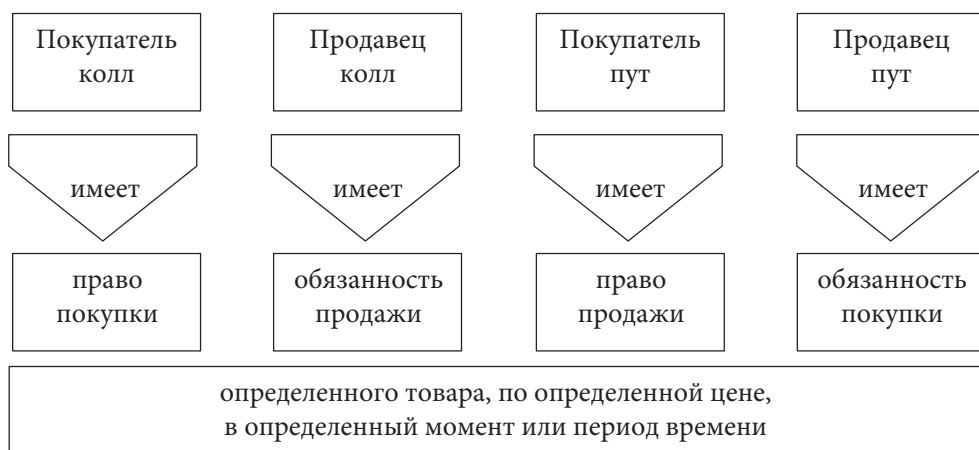 Покупатель
колл
Продавец
колл
Покупатель
пут
Продавец
пут
имеет
имеет
имеет
имеет
право
покупки
обязанность
продажи
право
продажи
обязанность
покупки
определенного товара, по определенной цене,
в определенный момент или период времени